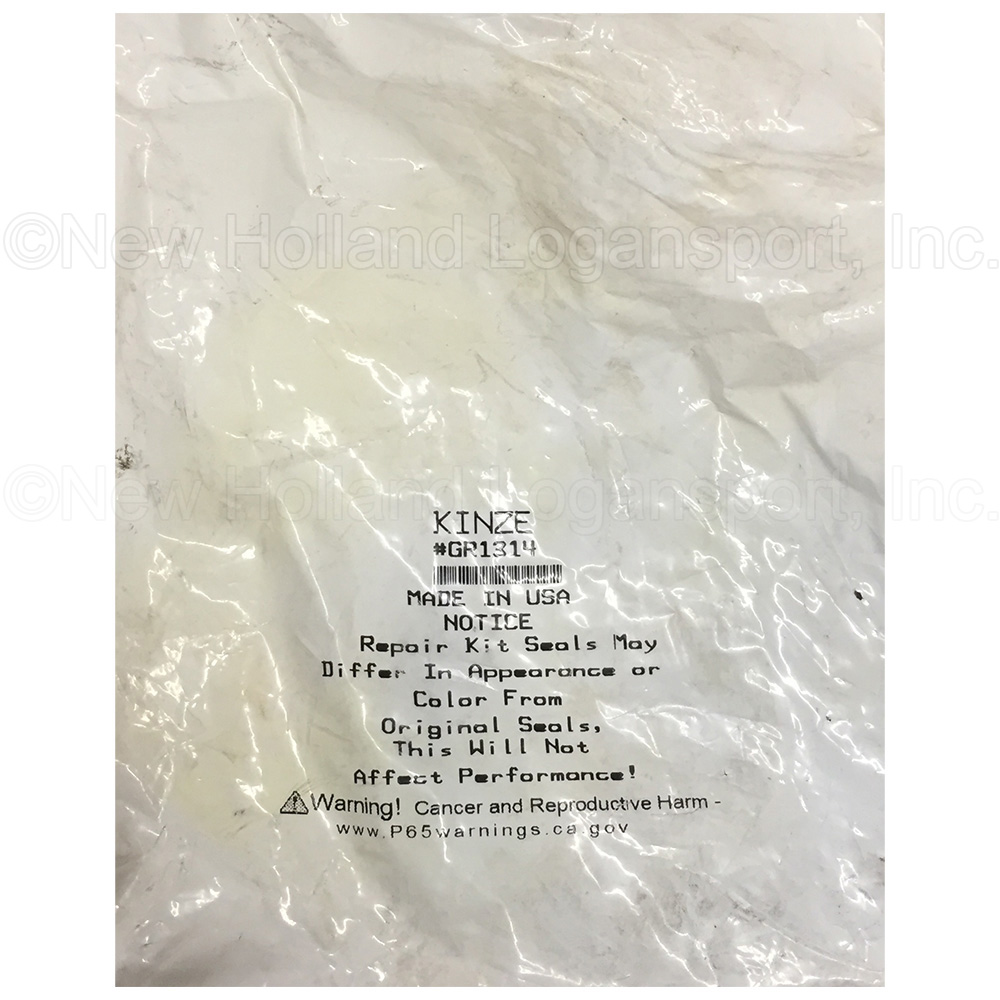 ©New Holland Logansport, Inc.
©New Holland Logansport, Inc.
KINZE
#GR1314
MADE IN USA
NOTICE
Repair Kit Seals May
Differ In Appearance or
Color From
Original Seals,
This Will Not
Affect Performance!
Warning! Cancer and Reproductive Harm -
www.P65warnings.ca.gov